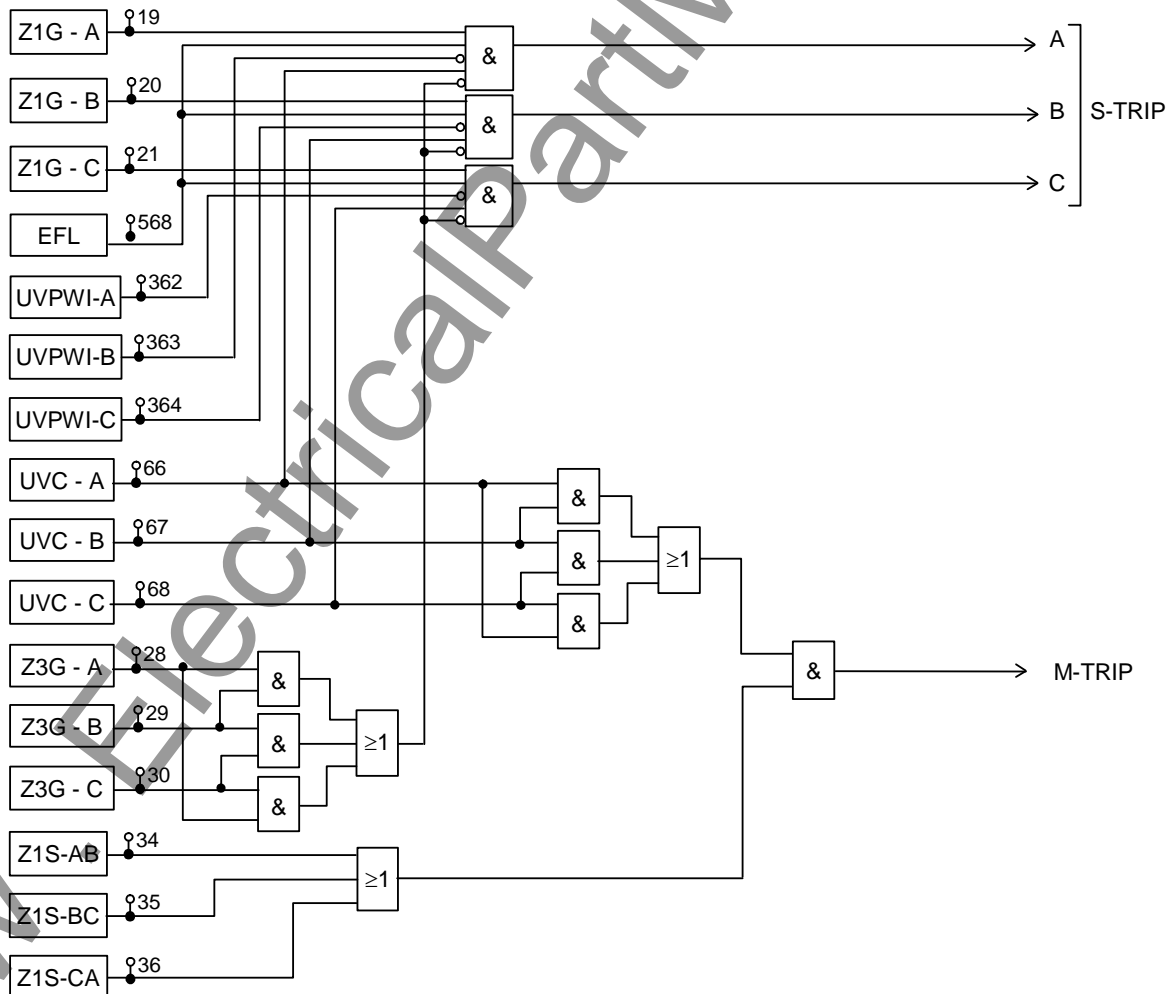 Z1G - A 19
Z1G - B 20
Z1G - C 21
EFL 568
UVPWI-A 362
UVPWI-B 363
UVPWI-C 364
UVC - A 66
UVC - B 67
UVC - C 68
Z3G - A 28
Z3G - B 29
Z3G - C 30
Z1S-AB 34
Z1S-BC 35
Z1S-CA 36
&
&
&
A
B
C
S-TRIP
&
&
&
≥1
&
M-TRIP
&
&
&
≥1
≥1
ElectricalPartM